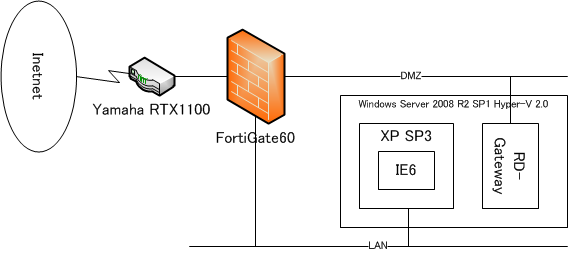 Inetnet
Yamaha RTX1100
FortiGate60
DMZ
Windows Server 2008 R2 SP1 Hyper-V 2.0
XP SP3
IE6
RD-
Gateway
LAN